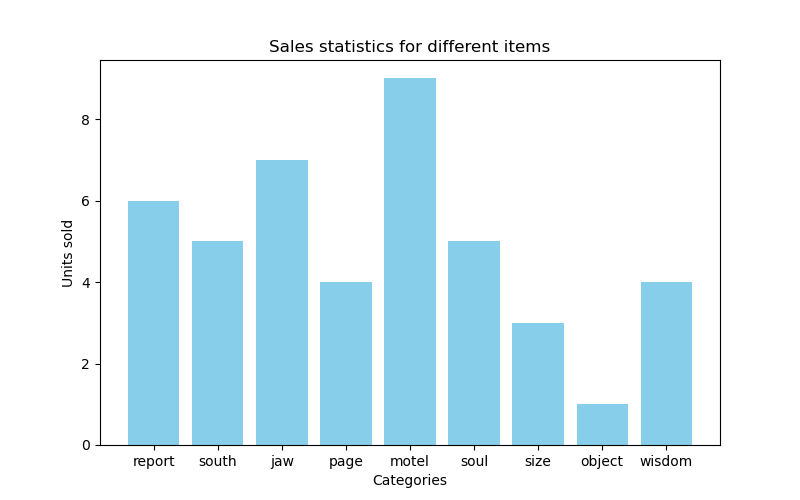 Sales statistics for different items
Units sold
8
6
4
2
0
report south jaw page motel soul size object wisdom
Categories